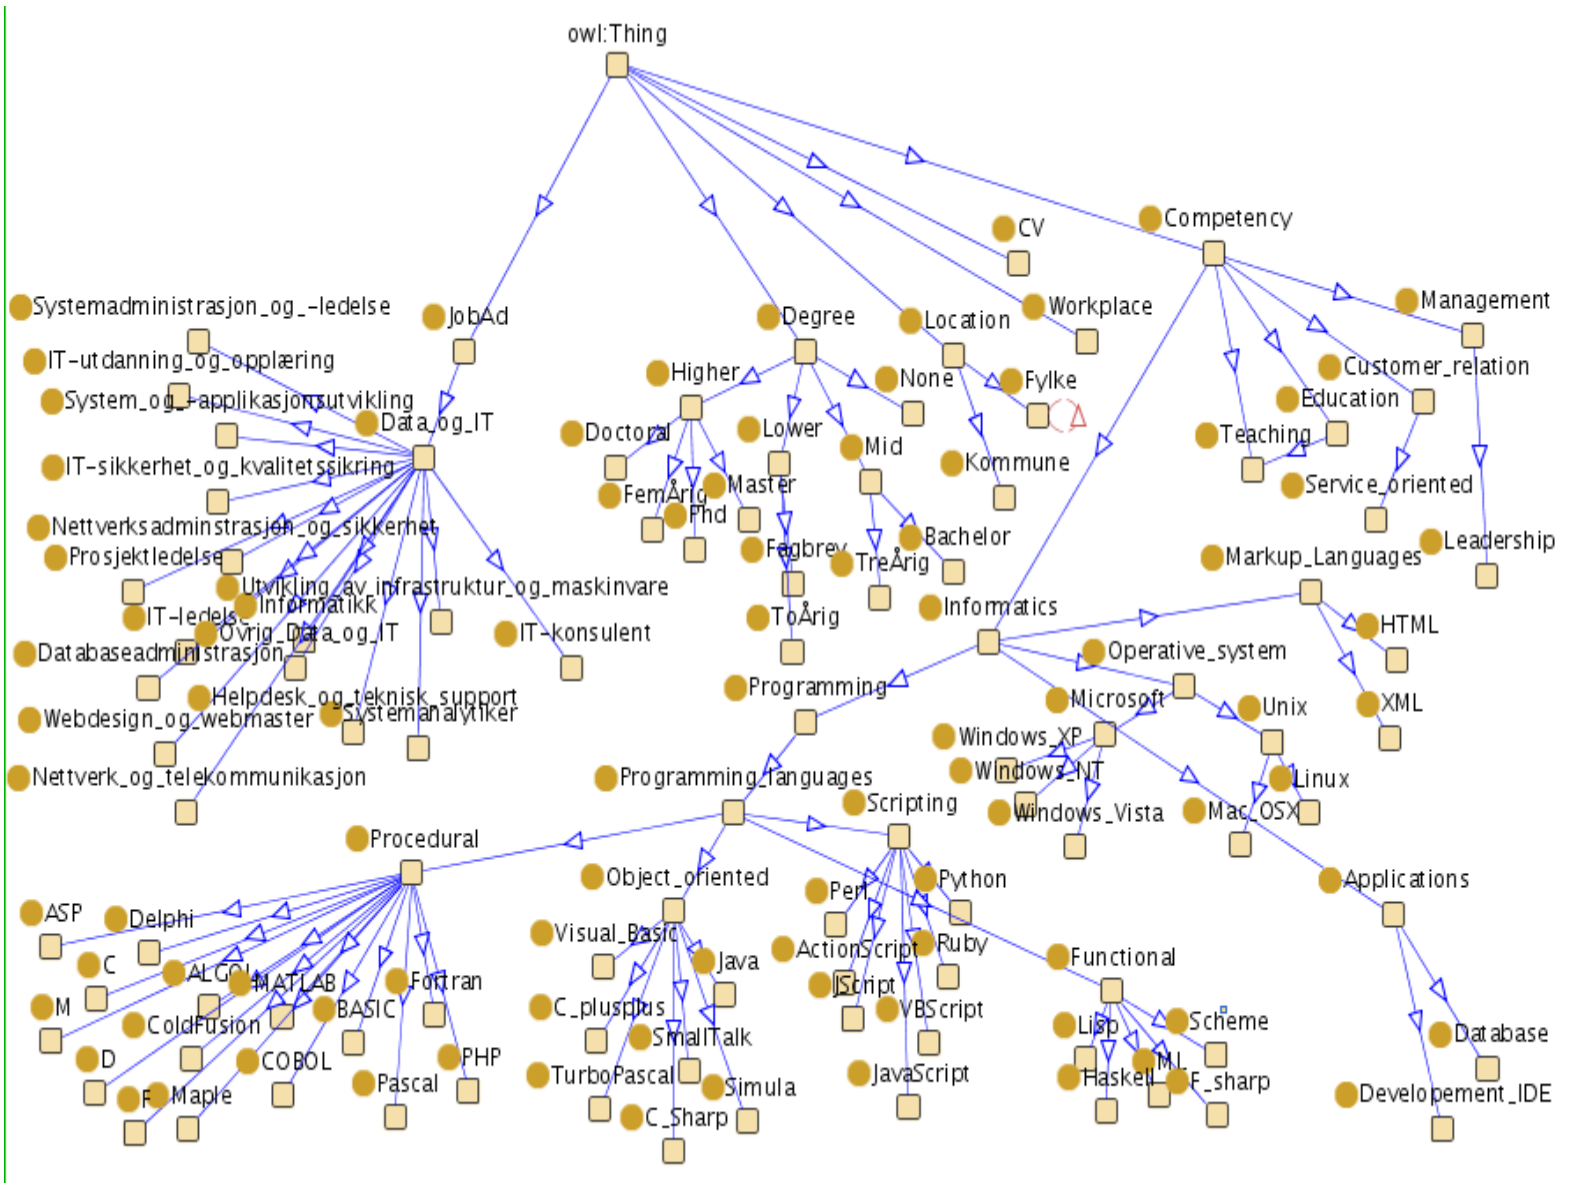 owl:Thing
Competency
CV
Systemadministrasjon_og_-ledelse
JobAd
Degree
Location
Workplace
Management
IT-utdanning_og_opplæring
Higher
None
Fylke
Customer_relation
System_og_-applikasjonsutvikling
Data_og_IT
Education
Doctoral
Lower
Mid
Teaching
IT-sikkerhet_og_kvalitetssikring
Kommune
FemÅrig
Master
Service_oriented
Phd
Nettverksadminstrasjon_og_sikkerhet
Bachelor
Leadership
Prosjektledelse
Fagbrev
TreÅrig
Markup_Languages
Utvikling_av_infrastruktur_og_maskinvare
Informatikk
Informatics
IT-ledelse
ToÅrig
HTML
Øvrig_Data_og_IT
IT-konsulent
Databaseadministrasjon
Operative_system
Programming
Microsoft
Helpdesk_og_teknisk_support
Unix
XML
Webdesign_og_webmaster
Systemanalytiker
Windows_XP
Nettverk_og_telekommunikasjon
Programming_languages
Windows_NT
Linux
Scripting
Windows_Vista
Mac_OSX
Procedural
Object_oriented
Python
Applications
ASP
Delphi
Perl
Visual_Basic
ActionScript
Ruby
Functional
C
ALGOL
MATLAB
Fortran
Java
JScript
M
BASIC
C_plusplus
VBScript
ColdFusion
SmallTalk
Lisp
Scheme
Database
D
COBOL
PHP
TurboPascal
JavaScript
ML
Haskell
F_sharp
F
Maple
Pascal
Simula
Developement_IDE
C_Sharp